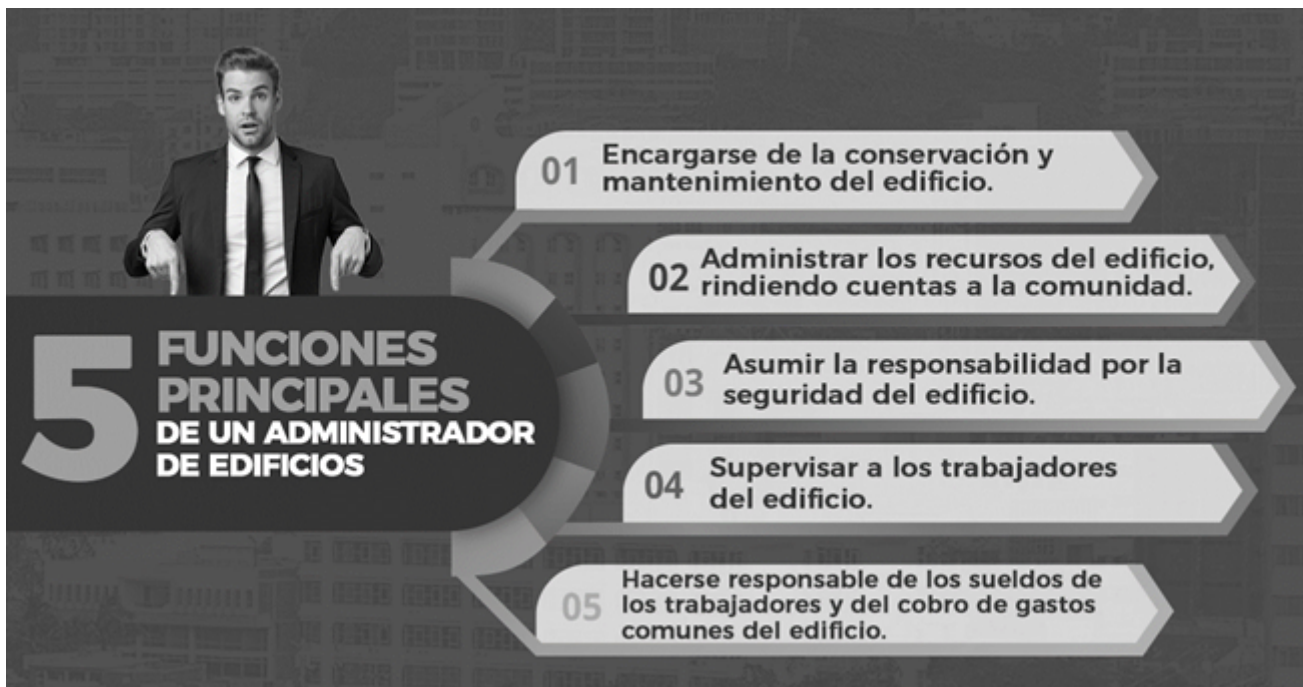 5
FUNCIONES
PRINCIPALES
DE UN ADMINISTRADOR
DE EDIFICIOS
01
Encargarse de la conservación y
mantenimiento del edificio.
02
Administrar los recursos del edificio,
rindiendo cuentas a la comunidad.
03
Asumir la responsabilidad por la
seguridad del edificio.
04
Supervisar a los trabajadores
del edificio.
05
Hacerse responsable de los sueldos de
los trabajadores y del cobro de gastos
comunes del edificio.